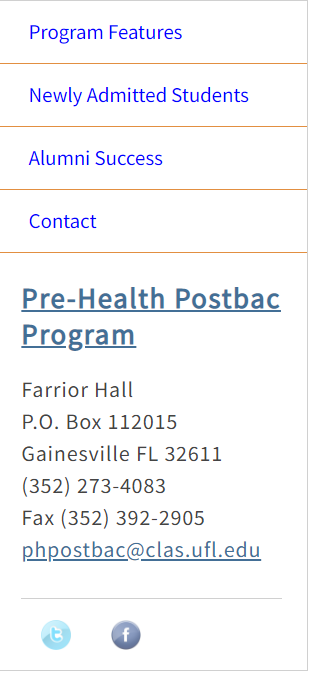 Program Features
Newly Admitted Students
Alumni Success
Contact
Pre-Health Postbac
Program
Farrior Hall
P.O. Box 112015
Gainesville FL 32611
(352) 273-4083
Fax (352) 392-2905
phpostbac@clas.ufl.edu